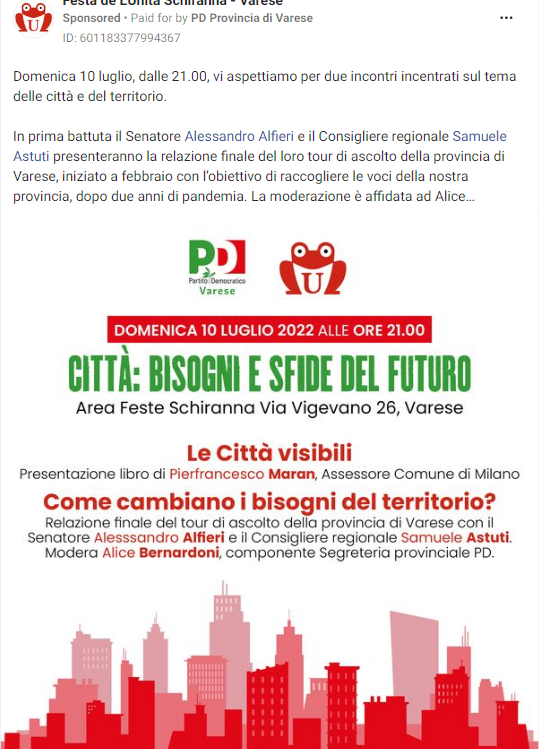 Festa de L'Unità Schiranna - Varese
Sponsored • Paid for by PD Provincia di Varese
ID: 601183377994367
Domenica 10 luglio, dalle 21.00, vi aspettiamo per due incontri incentrati sul tema
delle città e del territorio.
In prima battuta il Senatore Alessandro Alfieri e il Consigliere regionale Samuele
Astuti presenteranno la relazione finale del loro tour di ascolto della provincia di
Varese, iniziato a febbraio con l'obiettivo di raccogliere le voci della nostra
provincia, dopo due anni di pandemia. La moderazione è affidata ad Alice...
PD
Partito Democratico
Varese
U
DOMENICA 10 LUGLIO 2022 ALLE ORE 21.00
CITTÀ: BISOGNI E SFIDE DEL FUTURO
Area Feste Schiranna Via Vigevano 26, Varese
Le Città visibili
Presentazione libro di Pierfrancesco Maran, Assessore Comune di Milano
Come cambiano i bisogni del territorio?
Relazione finale del tour di ascolto della provincia di Varese con il
Senatore Alesssandro Alfieri e il Consigliere regionale Samuele Astuti.
Modera Alice Bernardoni, componente Segreteria provinciale PD.